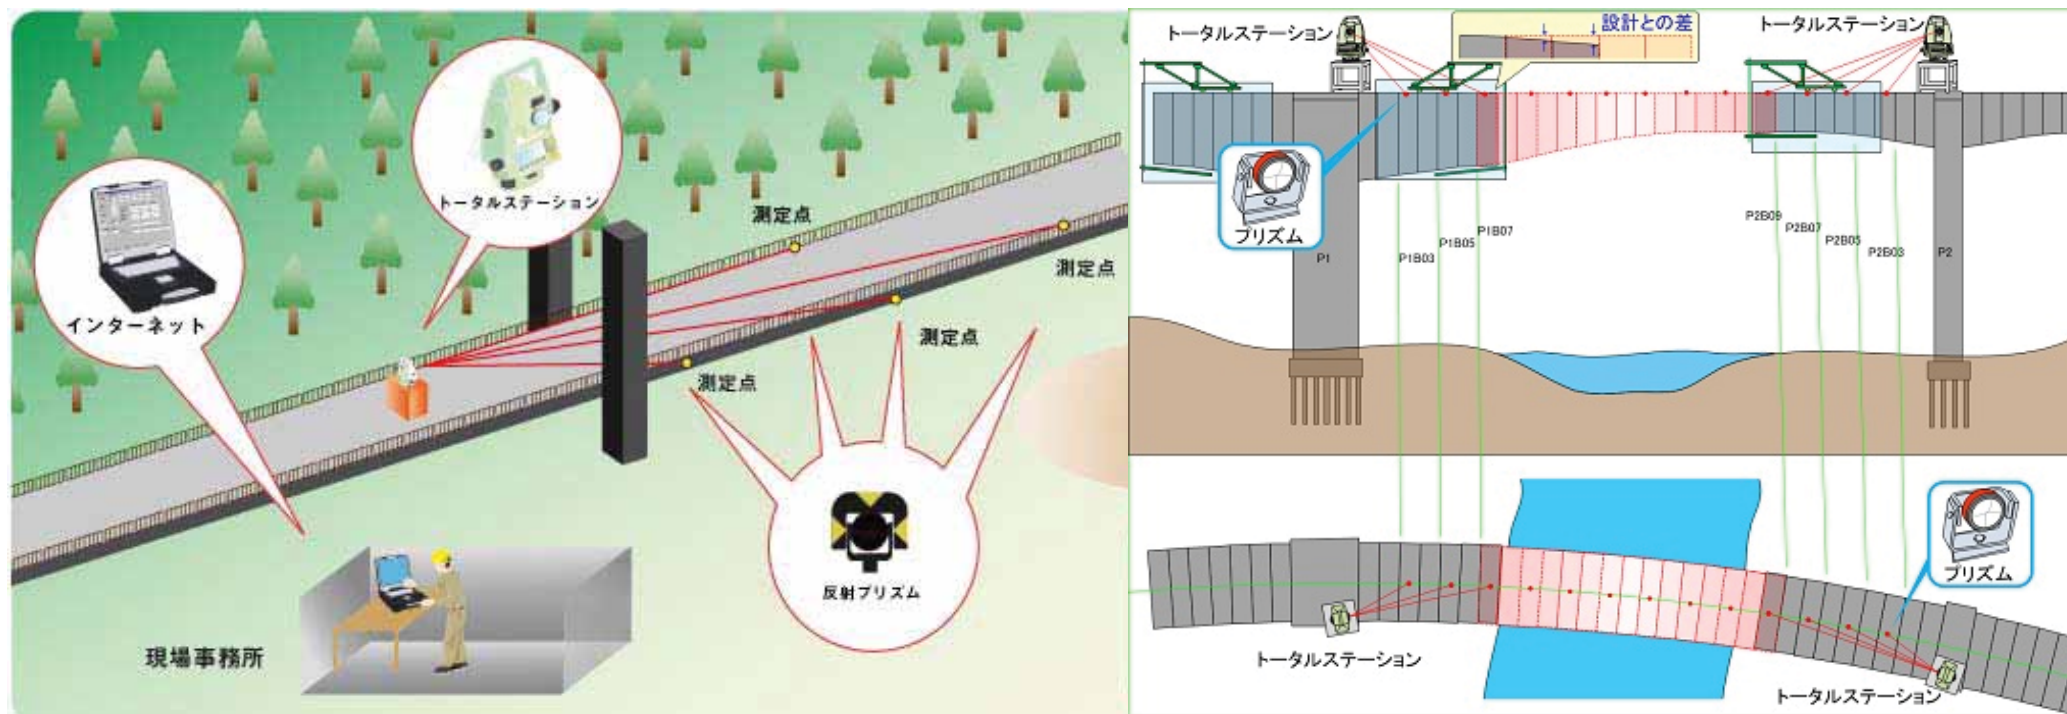 トータルステーション
測定点
測定点
インターネット
測定点
測定点
反射プリズム
現場事務所
トータルステーション
設計との差
トータルステーション
プリズム
P1
P1B03
P1B05
P1B07
P2B09
P2B07
P2B05
P2B03
P2
プリズム
トータルステーション
トータルステーション